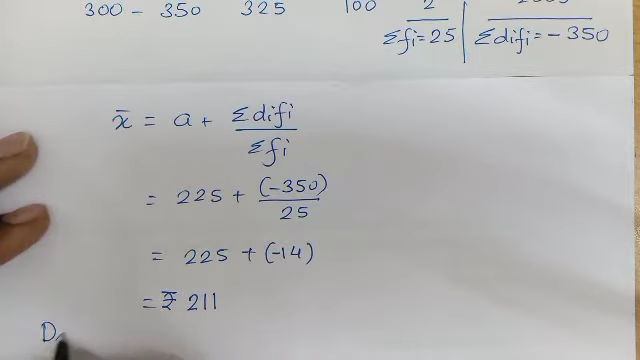 300 - 350 325 100 2
Σfi = 25 Σdifi = - 350
x̄ = a + Σdifi / Σfi
= 225 + (-350) / 25
= 225 + (-14)
= ₹ 211
D